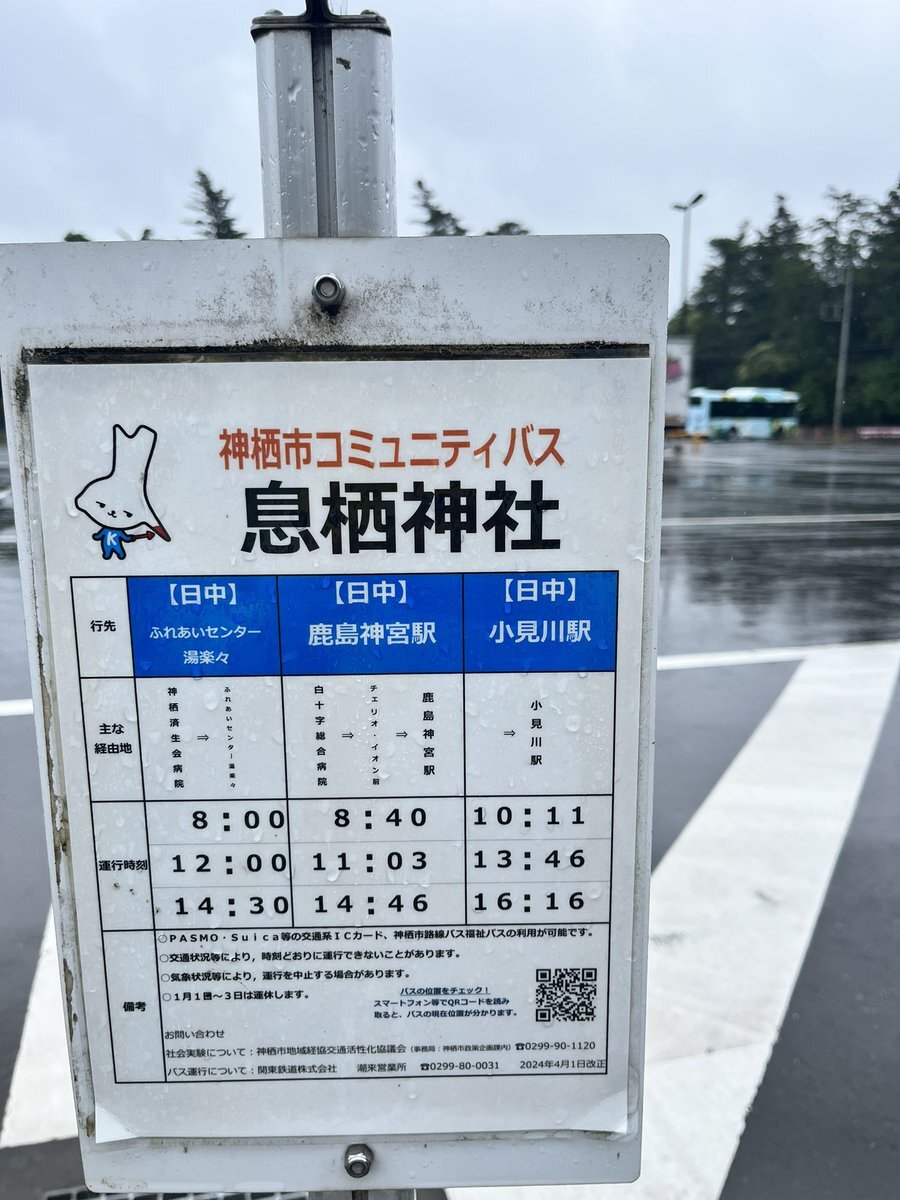 神栖市コミュニティバス
息栖神社
K
行先
【日中】
ふれあいセンター
湯楽々
【日中】
鹿島神宮駅
【日中】
小見川駅
主な
経由地
神栖済生会病院
⇒
ふれあいセンター湯楽々
白十字総合病院
⇒
チェリオ・イオン前
⇒
鹿島神宮駅
⇒
小見川駅
運行時刻
8:00 8:40 10:11
12:00 11:03 13:46
14:30 14:46 16:16
備考
○PASMO・Suica等の交通系ICカード、神栖市路線バス福祉パスの利用が可能です。
○交通状況等により，時刻どおりに運行できないことがあります。
○気象状況等により，運行を中止する場合があります。
○1月1日～3日は運休します。
バスの位置をチェック！
スマートフォン等でQRコードを読み
取ると、バスの現在位置が分かります。
お問い合わせ
社会実験について：神栖市地域経協交通活性化協議会（事務局：神栖市政策企画課内）☎0299-90-1120
バス運行について：関東鉄道株式会社 潮来営業所 ☎0299-80-0031 2024年4月1日改正